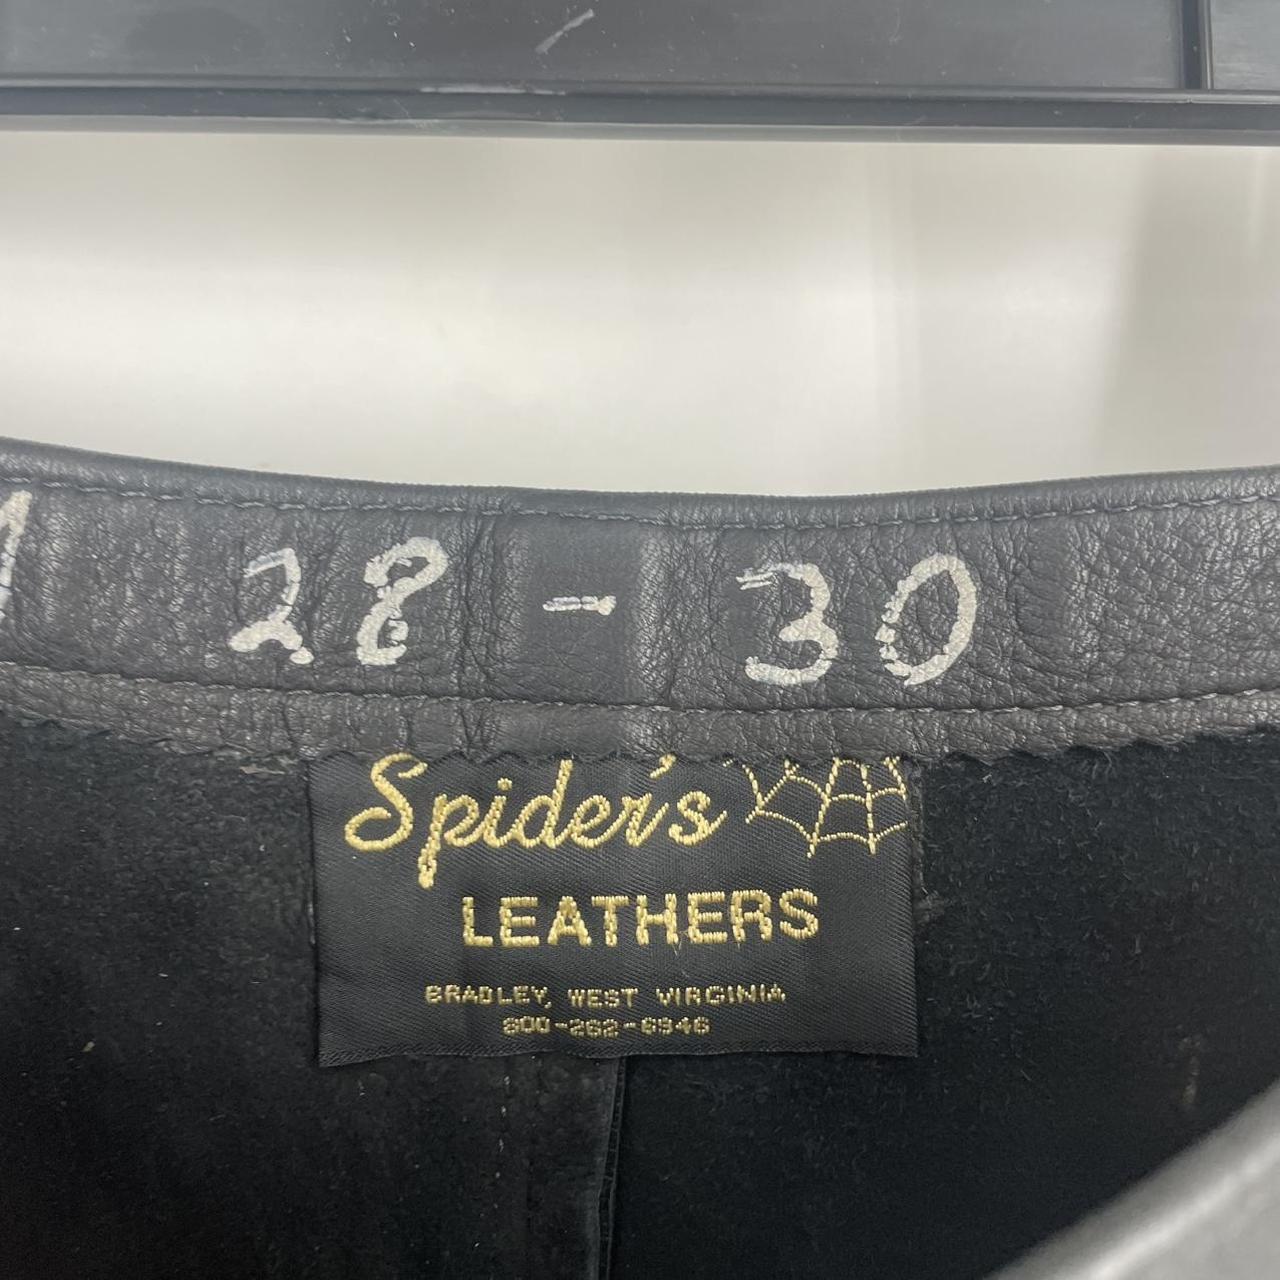 28 - 30
Spider's
LEATHERS
BRADLEY, WEST VIRGINIA
800-262-6946